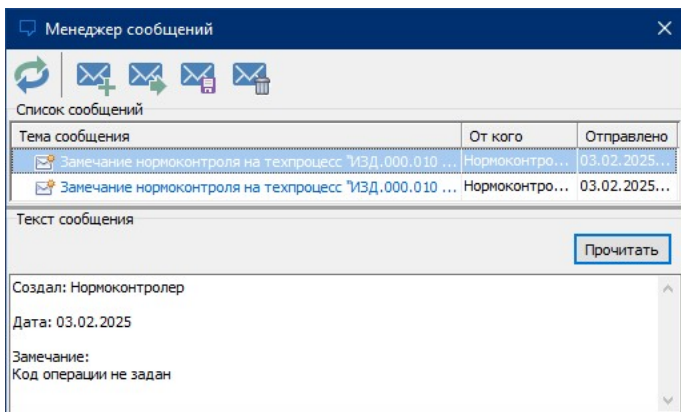 Менеджер сообщений
Список сообщений
Тема сообщения От кого Отправлено
Замечание нормоконтроля на техпроцесс "ИЗД.000.010 ... Нормоконтро... 03.02.2025...
Замечание нормоконтроля на техпроцесс "ИЗД.000.010 ... Нормоконтро... 03.02.2025...
Текст сообщения
Прочитать
Создал: Нормоконтролер
Дата: 03.02.2025
Замечание:
Код операции не задан